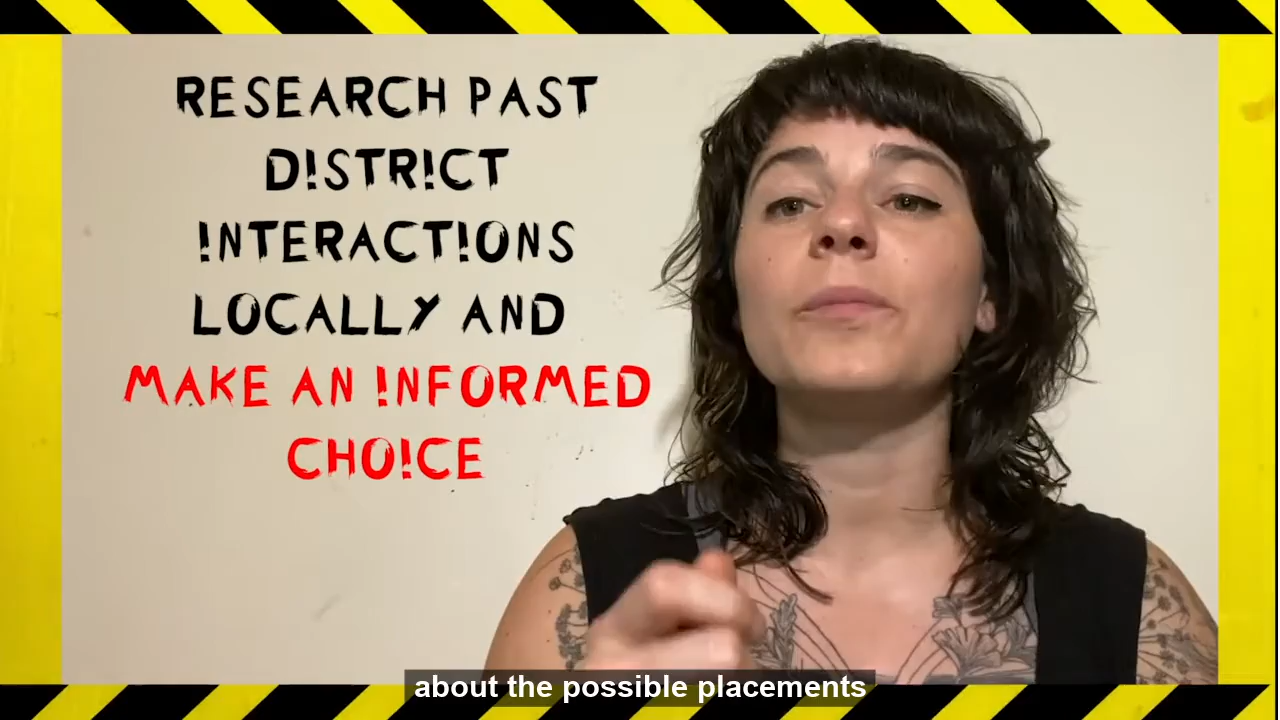 RESEARCH PAST
D!STR!CT
!NTERACT!ONS
LOCALLY AND
MAKE AN !NFORMED
CHO!CE
about the possible placements